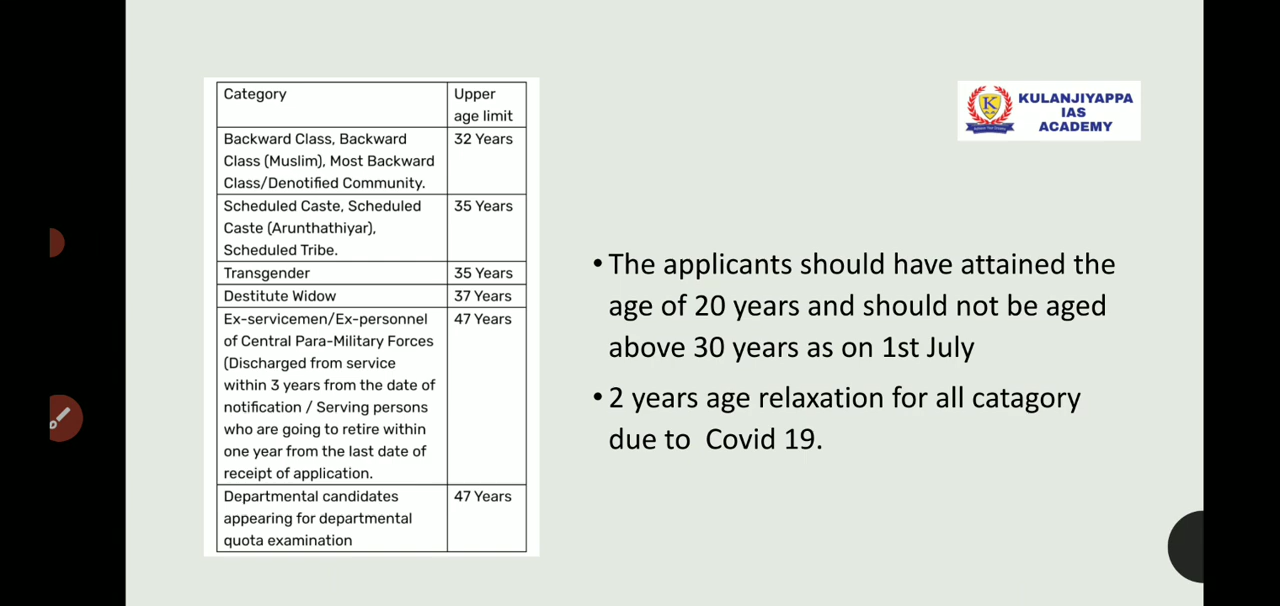 Category
Upper
age limit
Backward Class, Backward
Class (Muslim), Most Backward
Class/Denotified Community.
32 Years
Scheduled Caste, Scheduled
Caste (Arunthathiyar),
Scheduled Tribe.
35 Years
Transgender
35 Years
Destitute Widow
37 Years
Ex-servicemen/Ex-personnel
of Central Para-Military Forces
(Discharged from service
within 3 years from the date of
notification / Serving persons
who are going to retire within
one year from the last date of
receipt of application.
47 Years
Departmental candidates
appearing for departmental
quota examination
47 Years
K
KULANJIYAPPA
IAS
ACADEMY
• The applicants should have attained the
age of 20 years and should not be aged
above 30 years as on 1st July
• 2 years age relaxation for all catagory
due to Covid 19.